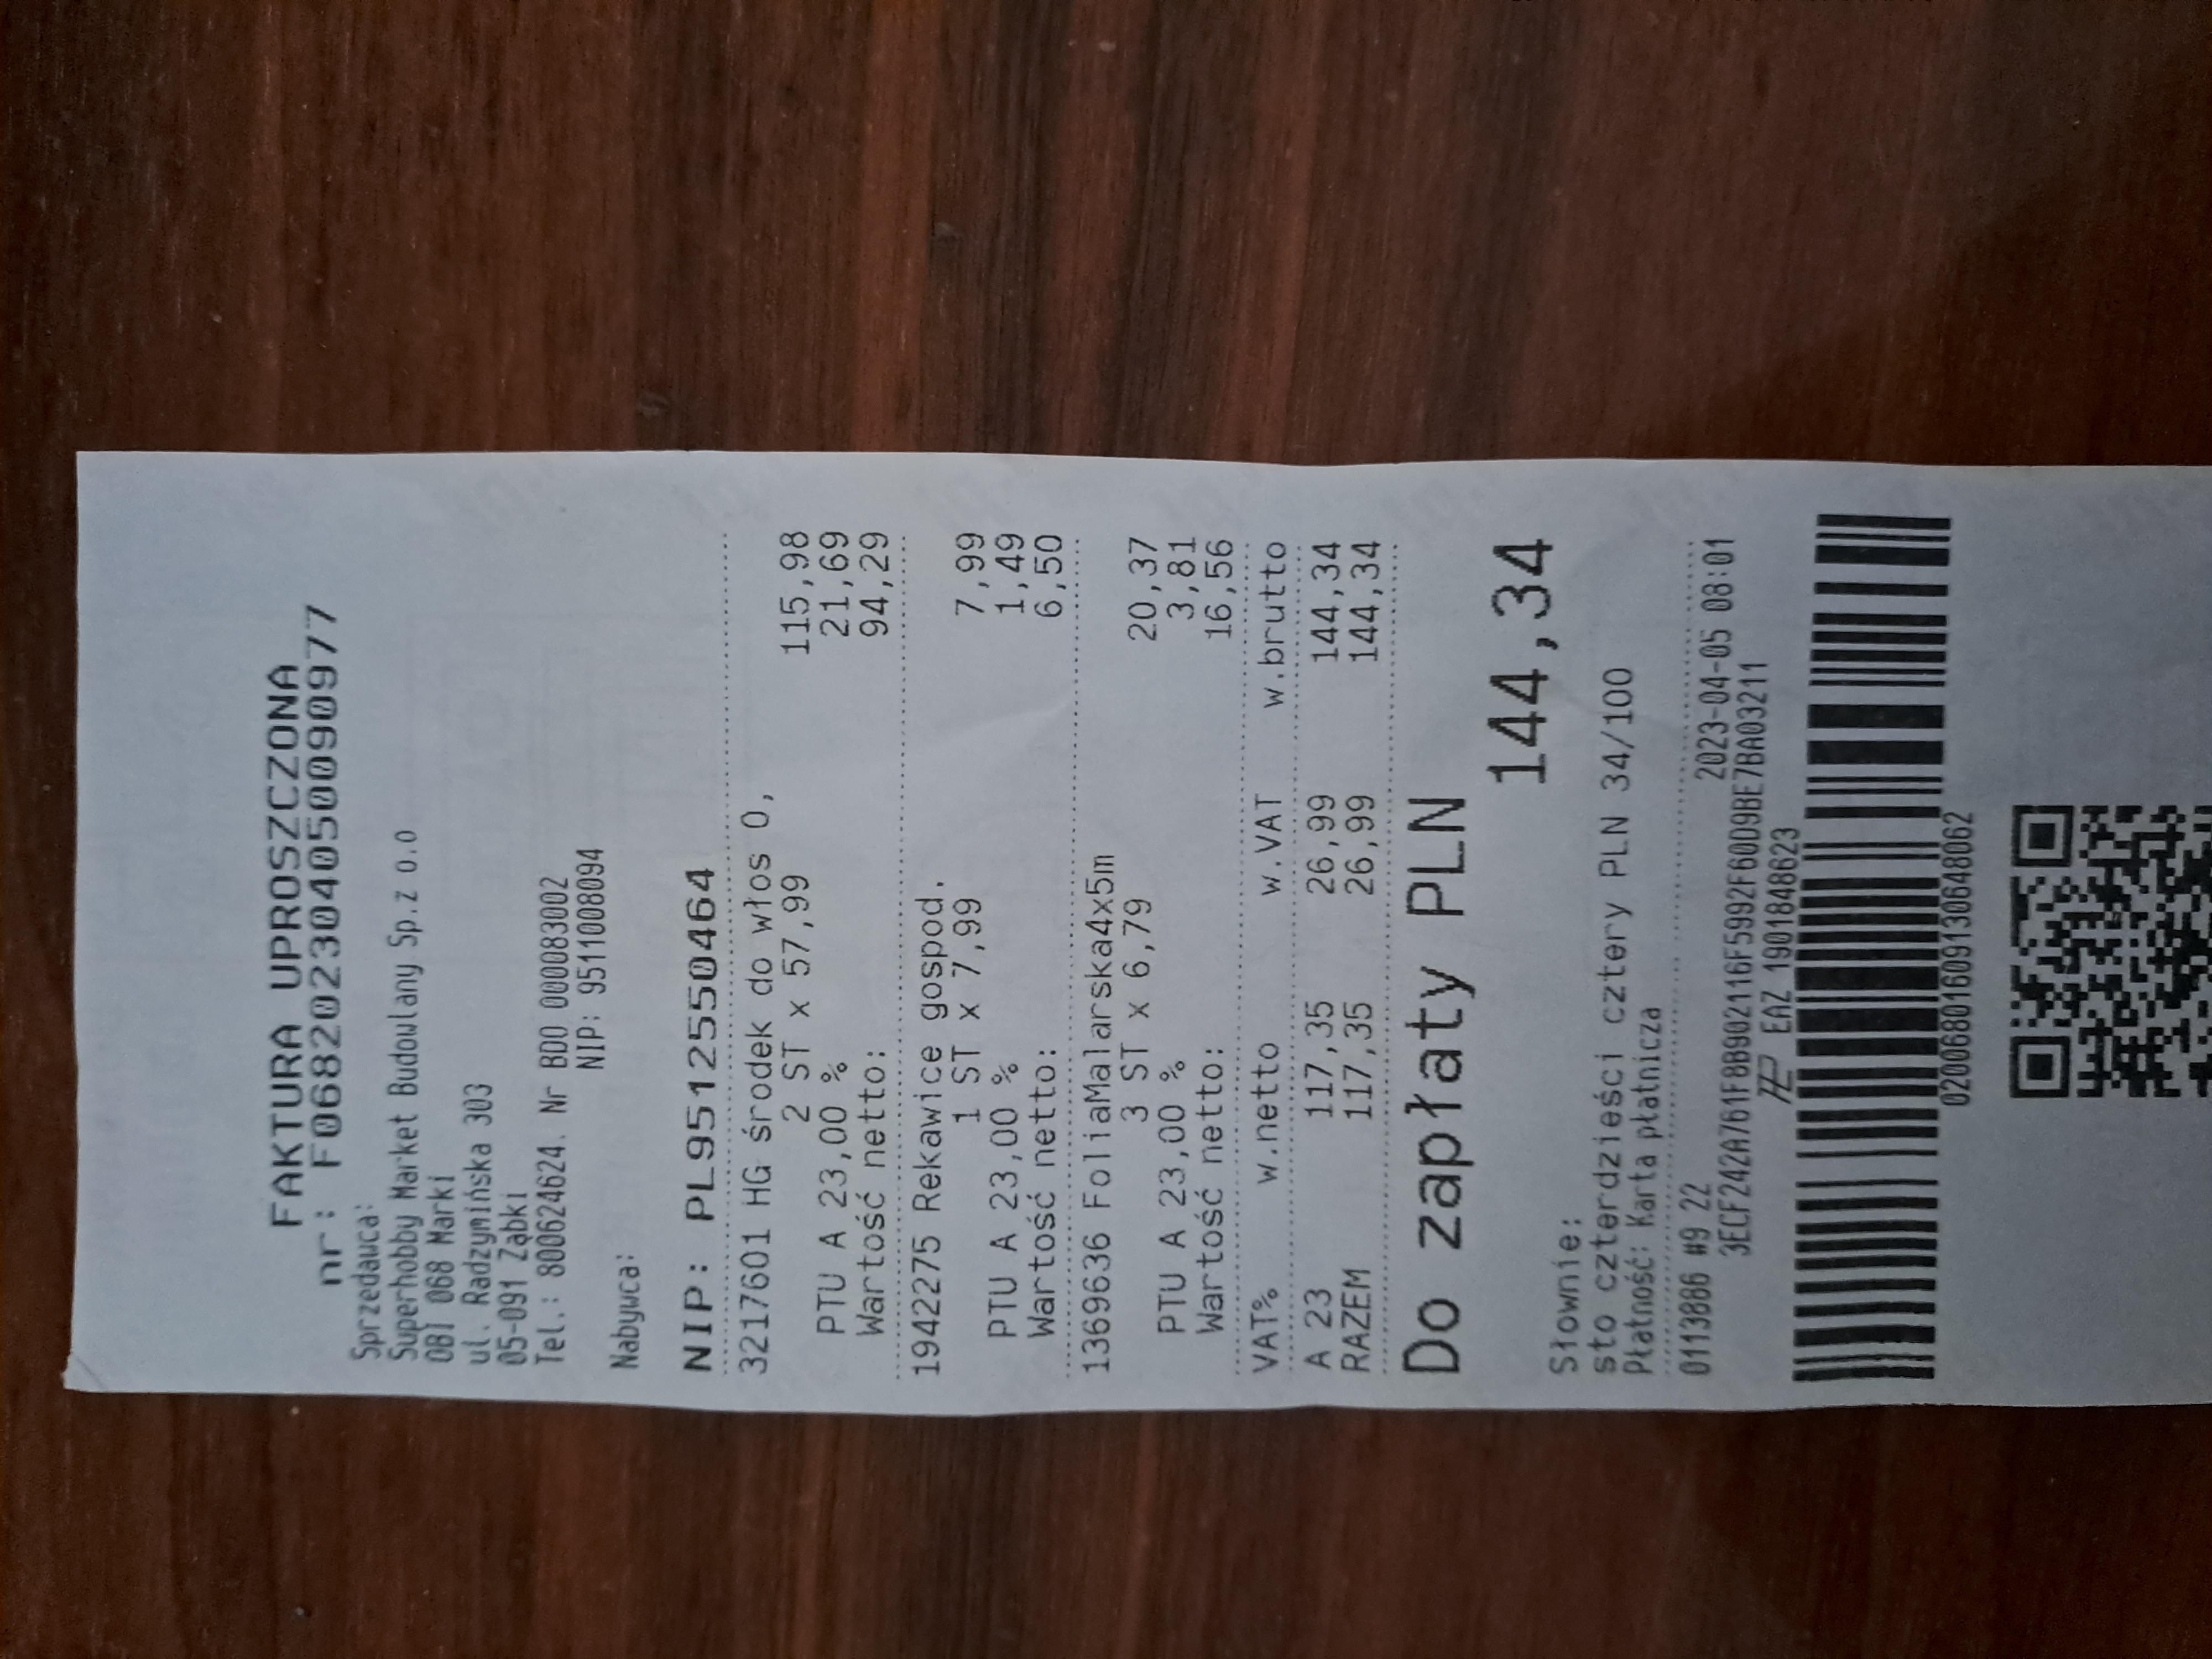 FAKTURA UPROSZCZONA
nr: F068202304050090977
Sprzedawca:
Superhobby Market Budowlany Sp.z o.o
OBI 068 Marki
ul. Radzymińska 303
05-091 Ząbki
Tel.: 800624624. Nr BDO 000083002
NIP: 9511008094
Nabywca:
NIP: PL9512550464
3217601 HG środek do włos 0,
2 ST x 57,99 115,98
PTU A 23,00 % 21,69
Wartość netto: 94,29
1942275 Rekawice gospod.
1 ST x 7,99 7,99
PTU A 23,00 % 1,49
Wartość netto: 6,50
1369636 FoliaMalarska4x5m
3 ST x 6,79 20,37
PTU A 23,00 % 3,81
Wartość netto: 16,56
VAT% w.netto w.VAT w.brutto
A 23 117,35 26,99 144,34
RAZEM 117,35 26,99 144,34
Do zapłaty PLN
144,34
Słownie:
sto czterdzieści cztery PLN 34/100
Płatność: Karta płatnicza
0113886 #9 22 2023-04-05 08:01
3ECF242A761F8B902116F5992F60D9BE7BA03211
EAZ 1901848623
02006801609130648062